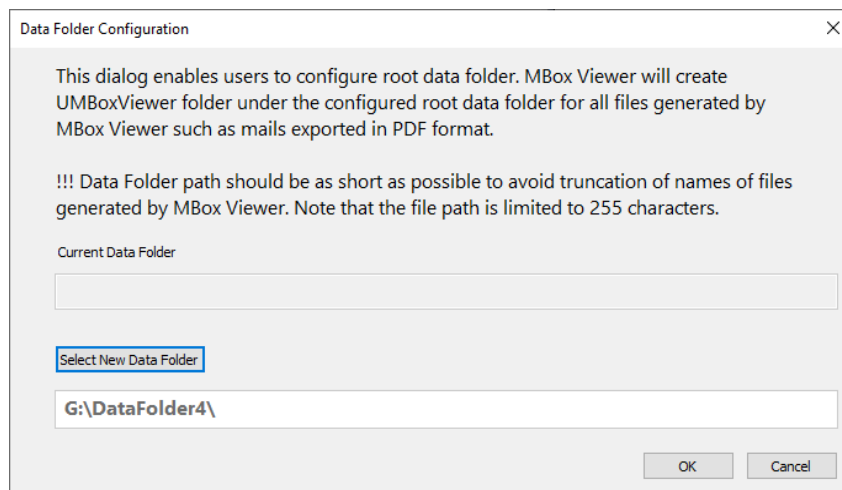 Data Folder Configuration
This dialog enables users to configure root data folder. MBox Viewer will create
UMBoxViewer folder under the configured root data folder for all files generated by
MBox Viewer such as mails exported in PDF format.
!!! Data Folder path should be as short as possible to avoid truncation of names of files
generated by MBox Viewer. Note that the file path is limited to 255 characters.
Current Data Folder
Select New Data Folder
G:\DataFolder4\
OK
Cancel